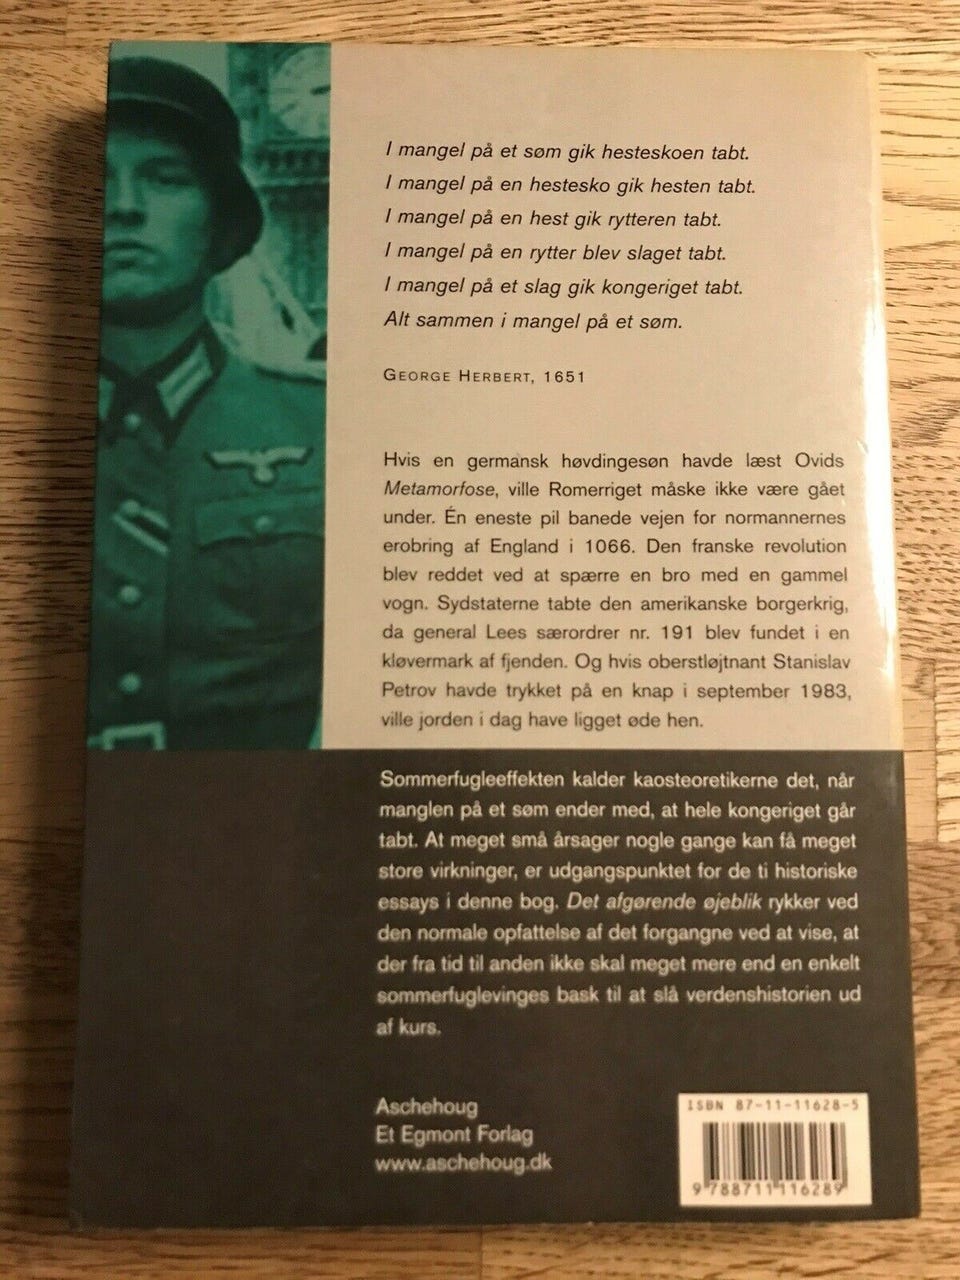 I mangel på et søm gik hesteskoen tabt.
I mangel på en hestesko gik hesten tabt.
I mangel på en hest gik rytteren tabt.
I mangel på en rytter blev slaget tabt.
I mangel på et slag gik kongeriget tabt.
Alt sammen i mangel på et søm.
GEORGE HERBERT, 1651
Hvis en germansk høvdingesøn havde læst Ovids
Metamorfose, ville Romerriget måske ikke være gået
under. Én eneste pil banede vejen for normannernes
erobring af England i 1066. Den franske revolution
blev reddet ved at spærre en bro med en gammel
vogn. Sydstaterne tabte den amerikanske borgerkrig,
da general Lees særordrer nr. 191 blev fundet i en
kløvermark af fjenden. Og hvis oberstløjtnant Stanislav
Petrov havde trykket på en knap i september 1983,
ville jorden i dag have ligget øde hen.
Sommerfugleeffekten kalder kaosteoretikerne det, når
manglen på et søm ender med, at hele kongeriget går
tabt. At meget små årsager nogle gange kan få meget
store virkninger, er udgangspunktet for de ti historiske
essays i denne bog. Det afgørende øjeblik rykker ved
den normale opfattelse af det forgangne ved at vise, at
der fra tid til anden ikke skal meget mere end en enkelt
sommerfuglevinges bask til at slå verdenshistorien ud
af kurs.
Aschehoug
Et Egmont Forlag
www.aschehoug.dk
ISBN 87-11-11628-5
9 788711 116289